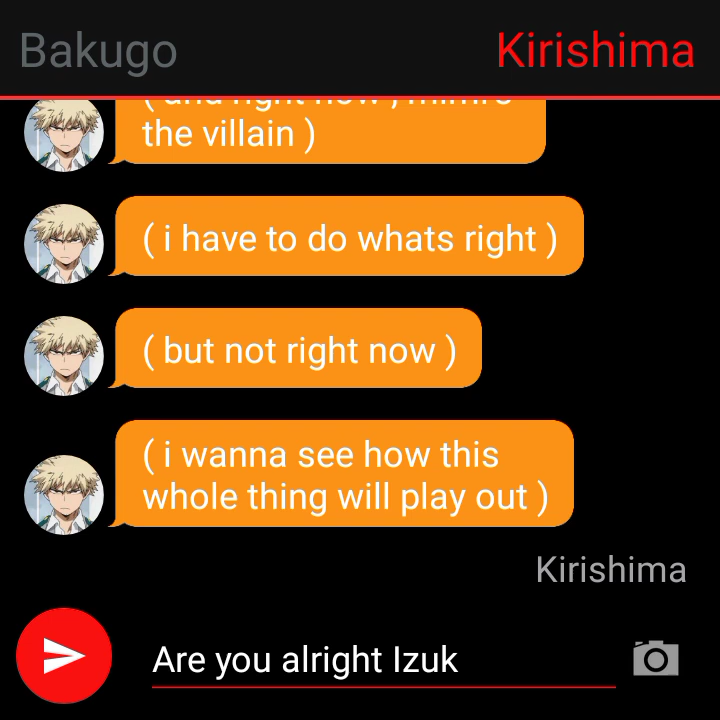 Bakugo Kirishima
the villain )
( i have to do whats right )
( but not right now )
( i wanna see how this
whole thing will play out )
Kirishima
Are you alright Izuk